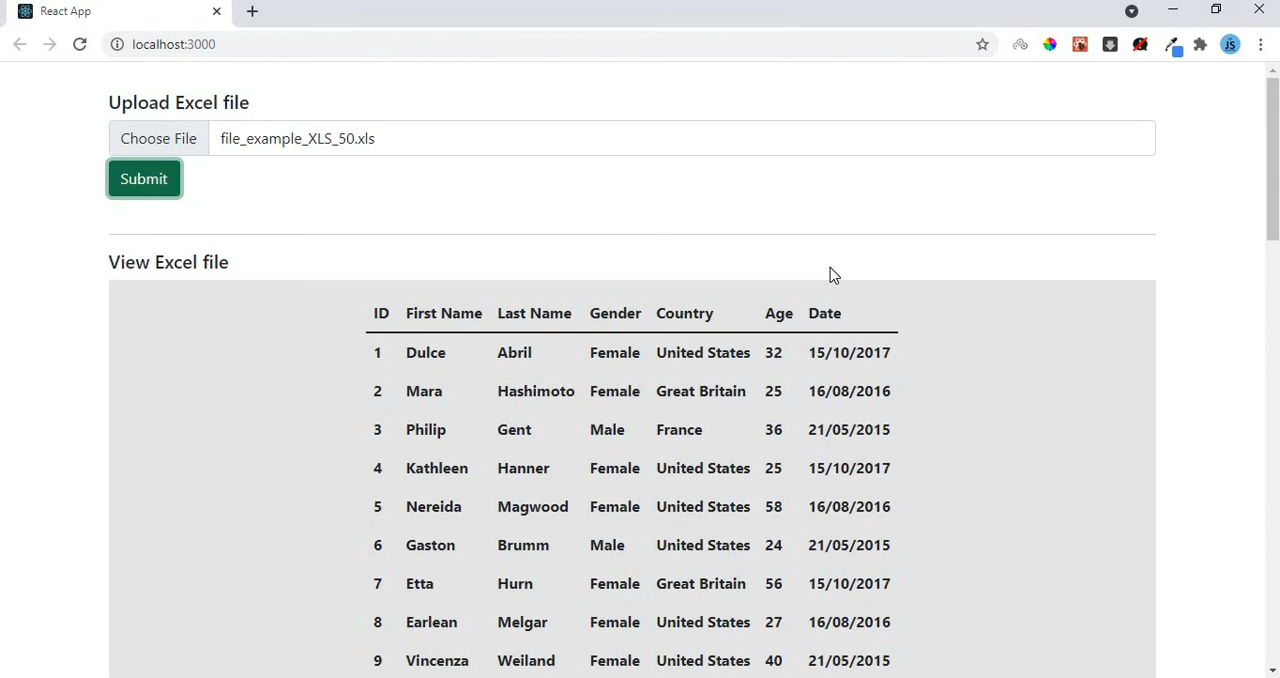 React App
localhost:3000
JS
Upload Excel file
Choose File file_example_XLS_50.xls
Submit
View Excel file
ID First Name Last Name Gender Country Age Date
1 Dulce Abril Female United States 32 15/10/2017
2 Mara Hashimoto Female Great Britain 25 16/08/2016
3 Philip Gent Male France 36 21/05/2015
4 Kathleen Hanner Female United States 25 15/10/2017
5 Nereida Magwood Female United States 58 16/08/2016
6 Gaston Brumm Male United States 24 21/05/2015
7 Etta Hurn Female Great Britain 56 15/10/2017
8 Earlean Melgar Female United States 27 16/08/2016
9 Vincenza Weiland Female United States 40 21/05/2015